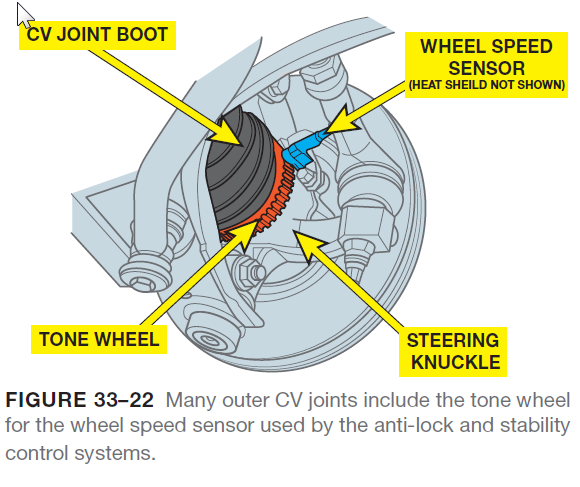 CV JOINT BOOT
WHEEL SPEED
SENSOR
(HEAT SHEILD NOT SHOWN)
TONE WHEEL
STEERING
KNUCKLE
FIGURE 33–22 Many outer CV joints include the tone wheel
for the wheel speed sensor used by the anti-lock and stability
control systems.